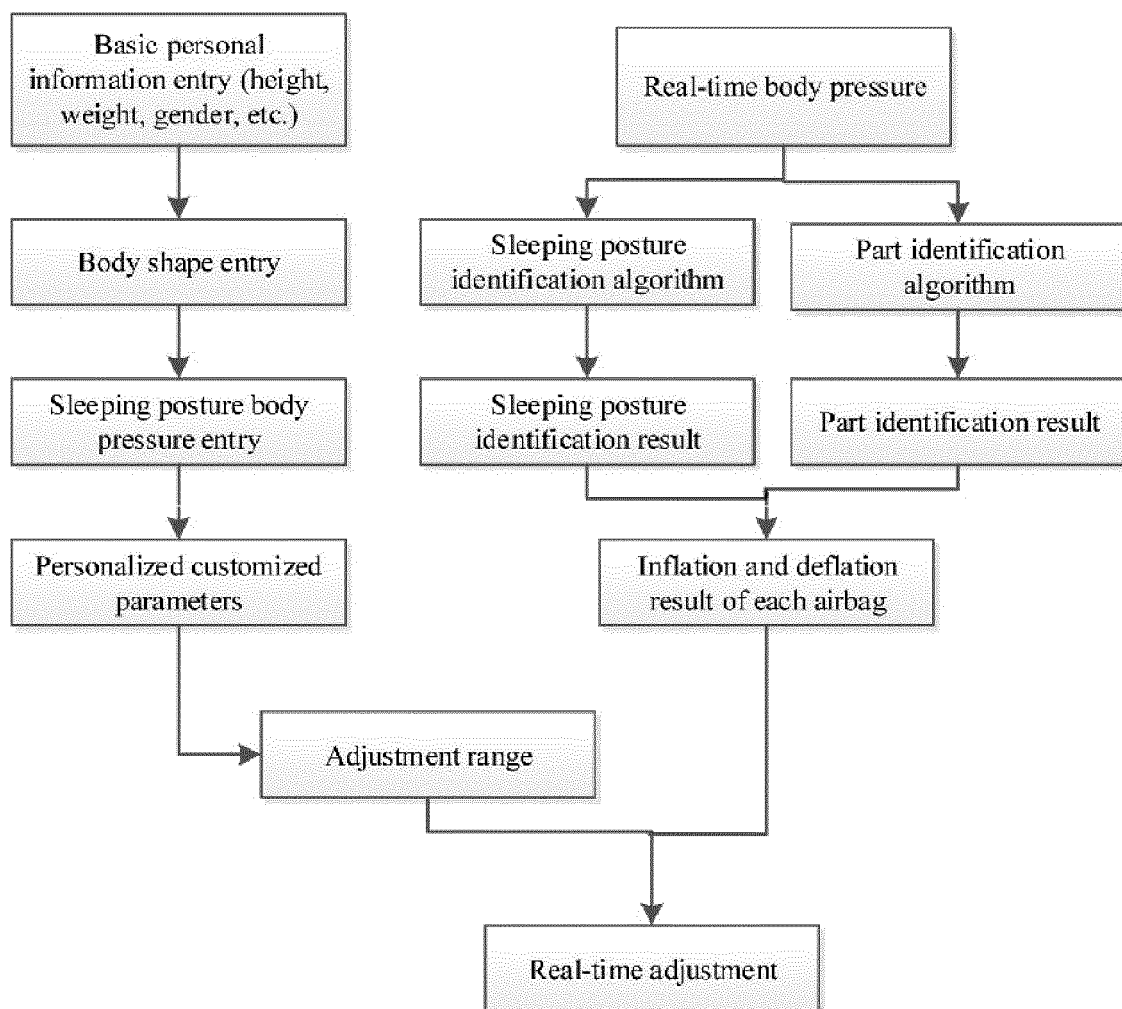 Basic personal
information entry (height,
weight, gender, etc.)
Real-time body pressure
Body shape entry
Sleeping posture
identification algorithm
Part identification
algorithm
Sleeping posture body
pressure entry
Sleeping posture
identification result
Part identification result
Personalized customized
parameters
Inflation and deflation
result of each airbag
Adjustment range
Real-time adjustment